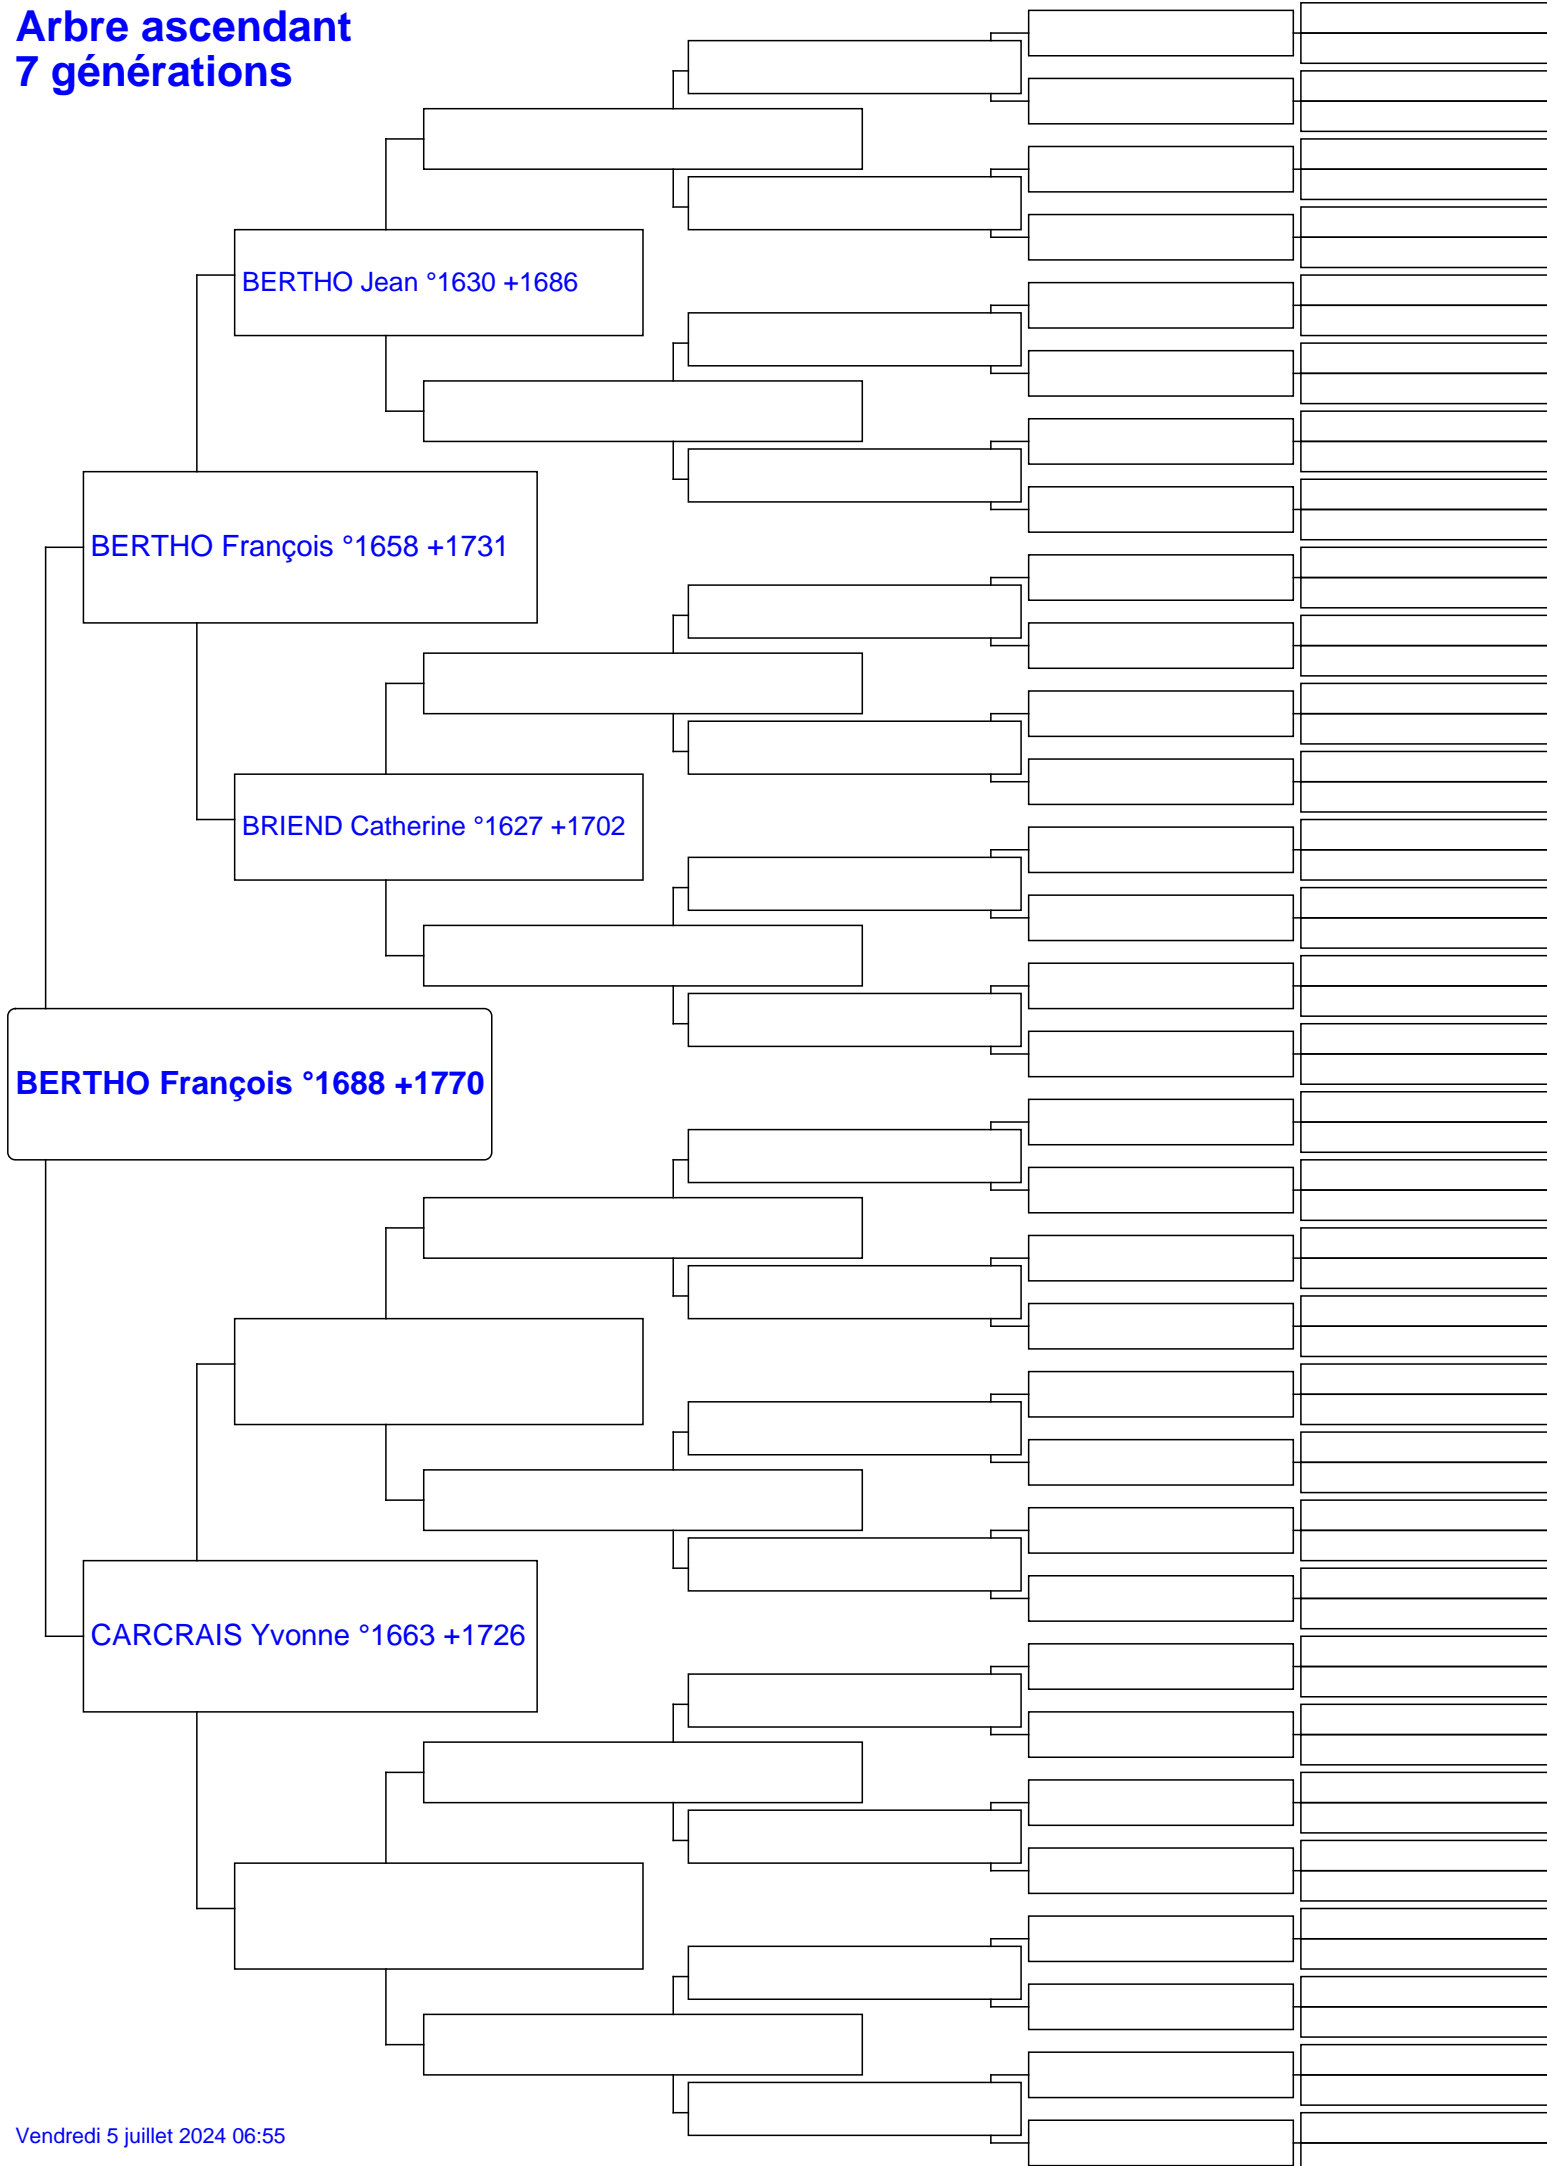 Arbre ascendant
7 générations
BERTHO Jean °1630 +1686
BERTHO François °1658 +1731
BRIEND Catherine °1627 +1702
BERTHO François °1688 +1770
CARCRAIS Yvonne °1663 +1726
Vendredi 5 juillet 2024 06:55